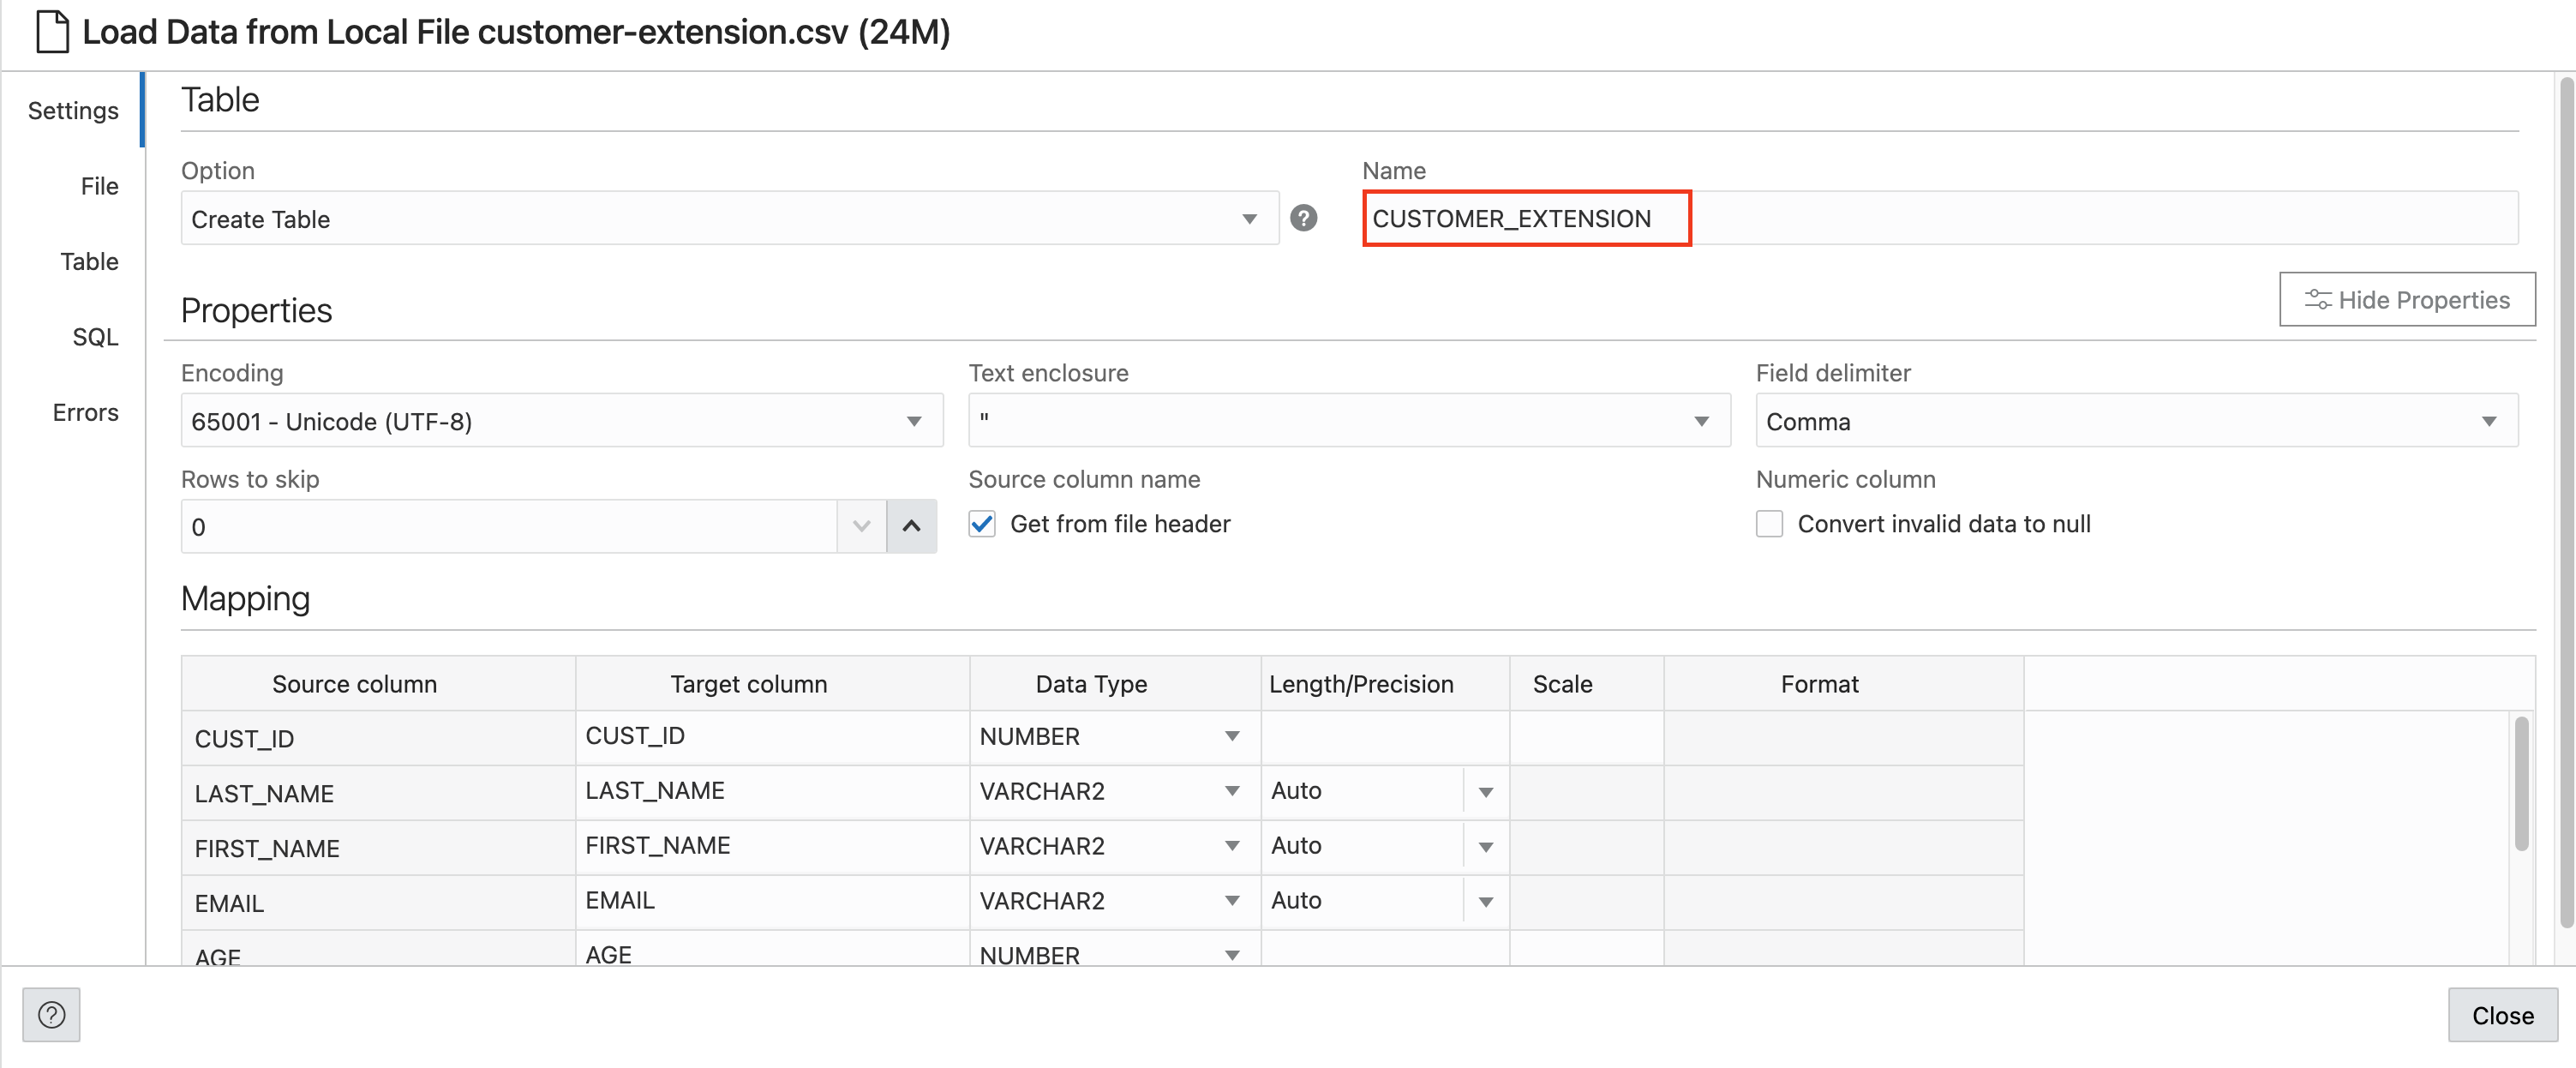 Load Data from Local File customer-extension.csv (24M)
Settings
File
Table
SQL
Errors
Table
Option Name
Create Table ? CUSTOMER_EXTENSION
Properties Hide Properties
Encoding Text enclosure Field delimiter
65001 - Unicode (UTF-8) " Comma
Rows to skip Source column name Numeric column
0 Get from file header Convert invalid data to null
Mapping
Source column Target column Data Type Length/Precision Scale Format
CUST_ID CUST_ID NUMBER
LAST_NAME LAST_NAME VARCHAR2 Auto
FIRST_NAME FIRST_NAME VARCHAR2 Auto
EMAIL EMAIL VARCHAR2 Auto
AGE AGE NUMBER
? Close